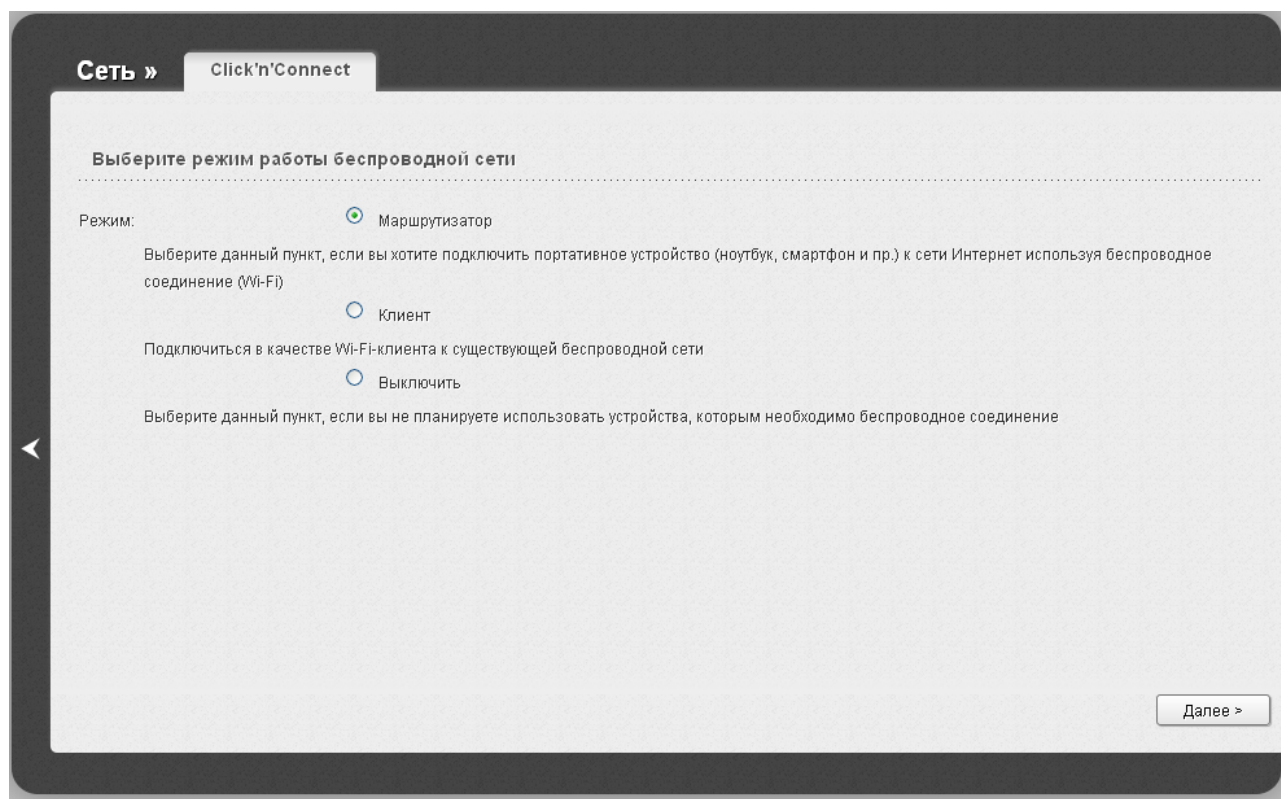 Сеть »
Click'n'Connect
Выберите режим работы беспроводной сети
Режим:
Маршрутизатор
Выберите данный пункт, если вы хотите подключить портативное устройство (ноутбук, смартфон и пр.) к сети Интернет используя беспроводное
соединение (Wi-Fi)
Клиент
Подключиться в качестве Wi-Fi-клиента к существующей беспроводной сети
Выключить
Выберите данный пункт, если вы не планируете использовать устройства, которым необходимо беспроводное соединение
Далее >